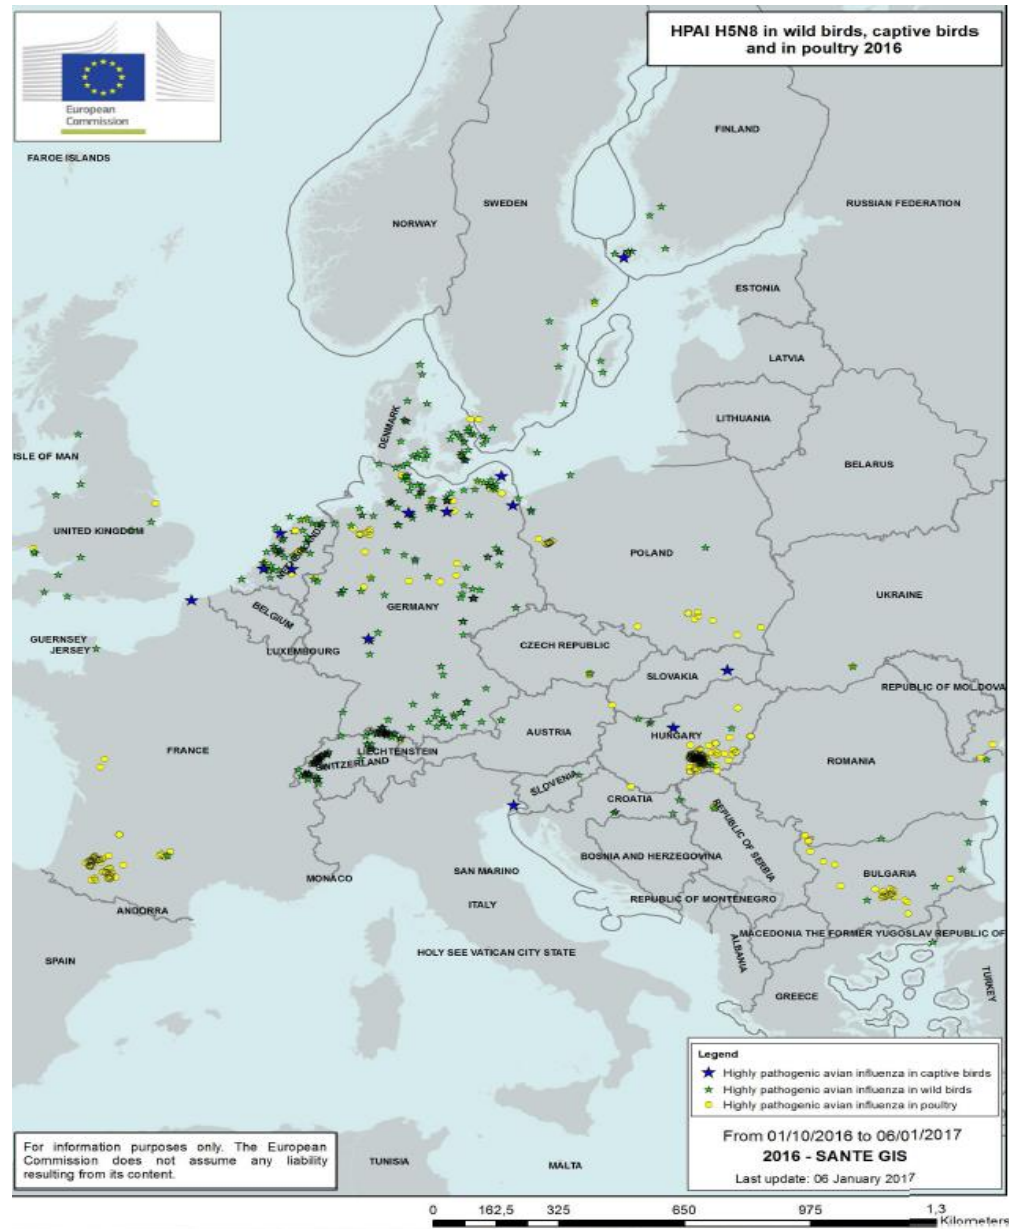 HPAI H5N8 in wild birds, captive birds
and in poultry 2016
European
Commission
FAROE ISLANDS
FINLAND
SWEDEN
RUSSIAN FEDERATION
NORWAY
ESTONIA
LATVIA
DENMARK
LITHUANIA
ISLE OF MAN
BELARUS
UNITED KINGDOM
POLAND
GERMANY
UKRAINE
BELGIUM
GUERNSEY
JERSEY
LUXEMBOURG
CZECH REPUBLIC
SLOVAKIA
REPUBLIC OF MOLDOVA
AUSTRIA
HUNGARY
FRANCE
LIECHTENSTEIN
SWITZERLAND
ROMANIA
SLOVENIA
CROATIA
REPUBLIC OF SERBIA
BOSNIA AND HERZEGOVINA
BULGARIA
MONACO
SAN MARINO
REPUBLIC OF MONTENEGRO
ITALY
ANDORRA
MACEDONIA THE FORMER YUGOSLAV REPUBLIC OF
ALBANIA
SPAIN
HOLY SEE VATICAN CITY STATE
GREECE
TURKEY
Legend
Highly pathogenic avian influenza in captive birds
Highly pathogenic avian influenza in wild birds
Highly pathogenic avian influenza in poultry
From 01/10/2016 to 06/01/2017
2016 - SANTE GIS
Last update: 06 January 2017
For information purposes only. The European
Commission does not assume any liability
resulting from its content.
TUNISIA
MALTA
0 162,5 325 650 975 1,3
Kilometers